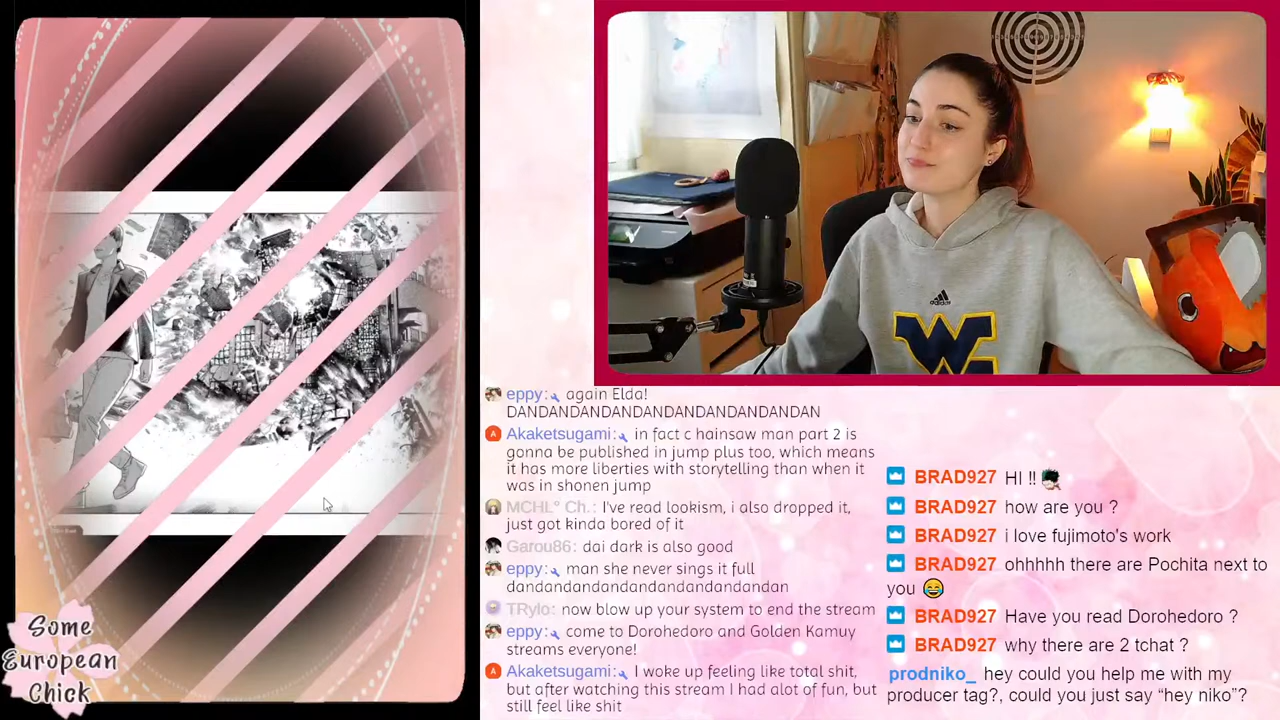 adidas
W
eppy: again Elda!
DANDANDANDANDANDANDANDANDANDAN
Akaketsugami: in fact c hainsaw man part 2 is
gonna be published in jump plus too, which means
it has more liberties with storytelling than when it
was in shonen jump
MCHL° Ch.: I've read lookism, i also dropped it,
just got kinda bored of it
Garou86: dai dark is also good
eppy: man she never sings it full
dandandandandandandandandandan
TRylo: now blow up your system to end the stream
eppy: come to Dorohedoro and Golden Kamuy
streams everyone!
Akaketsugami: I woke up feeling like total shit,
but after watching this stream I had alot of fun, but
still feel like shit
BRAD927 HI !!
BRAD927 how are you ?
BRAD927 i love fujimoto's work
BRAD927 ohhhhh there are Pochita next to
you 😂
BRAD927 Have you read Dorohedoro ?
BRAD927 why there are 2 tchat ?
prodniko_ hey could you help me with my
producer tag?, could you just say “hey niko”?
Some
European
Chick